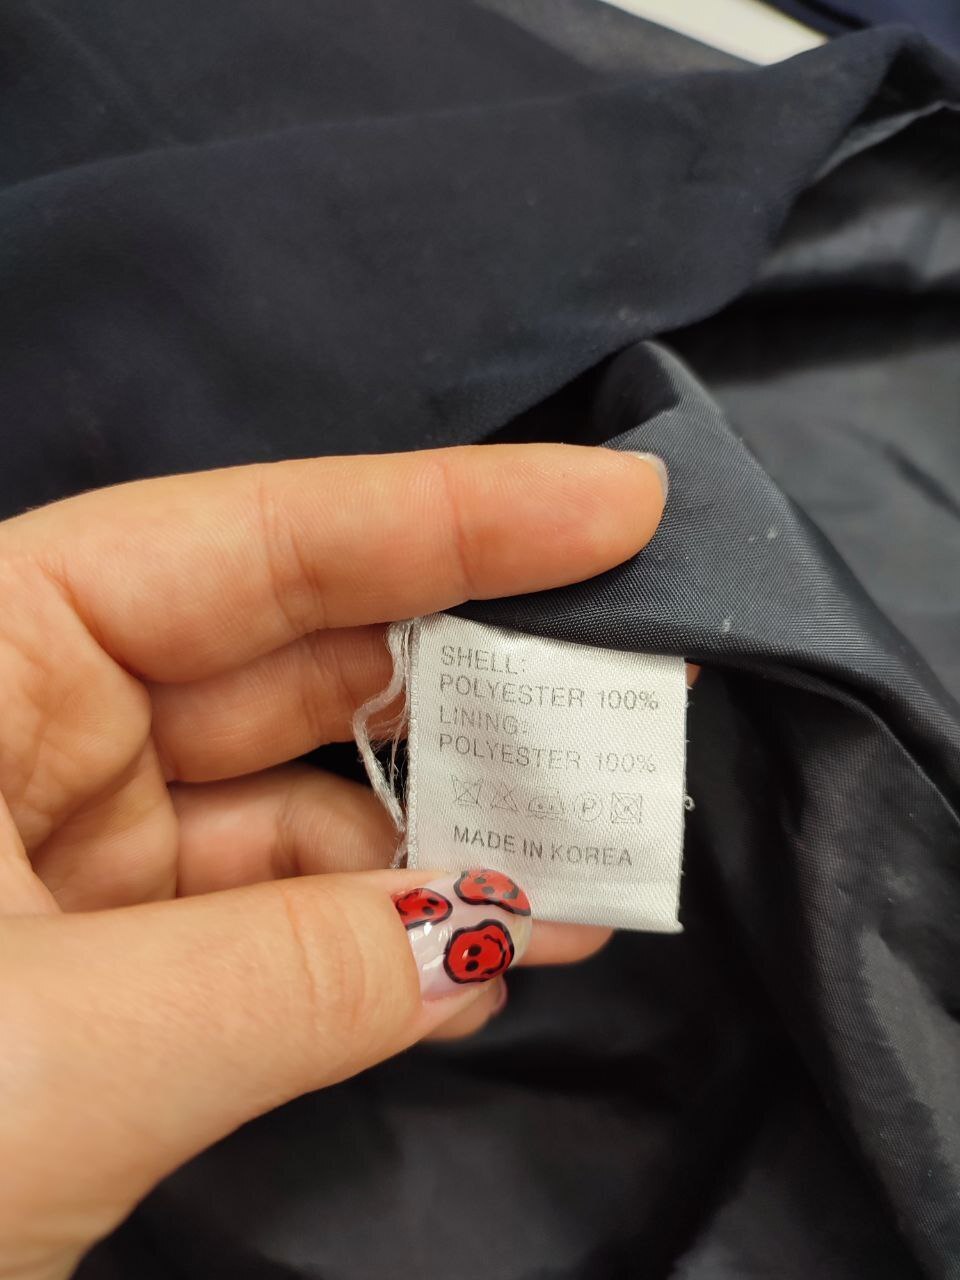 SHELL:
POLYESTER 100%
LINING:
POLYESTER 100%
P
MADE IN KOREA